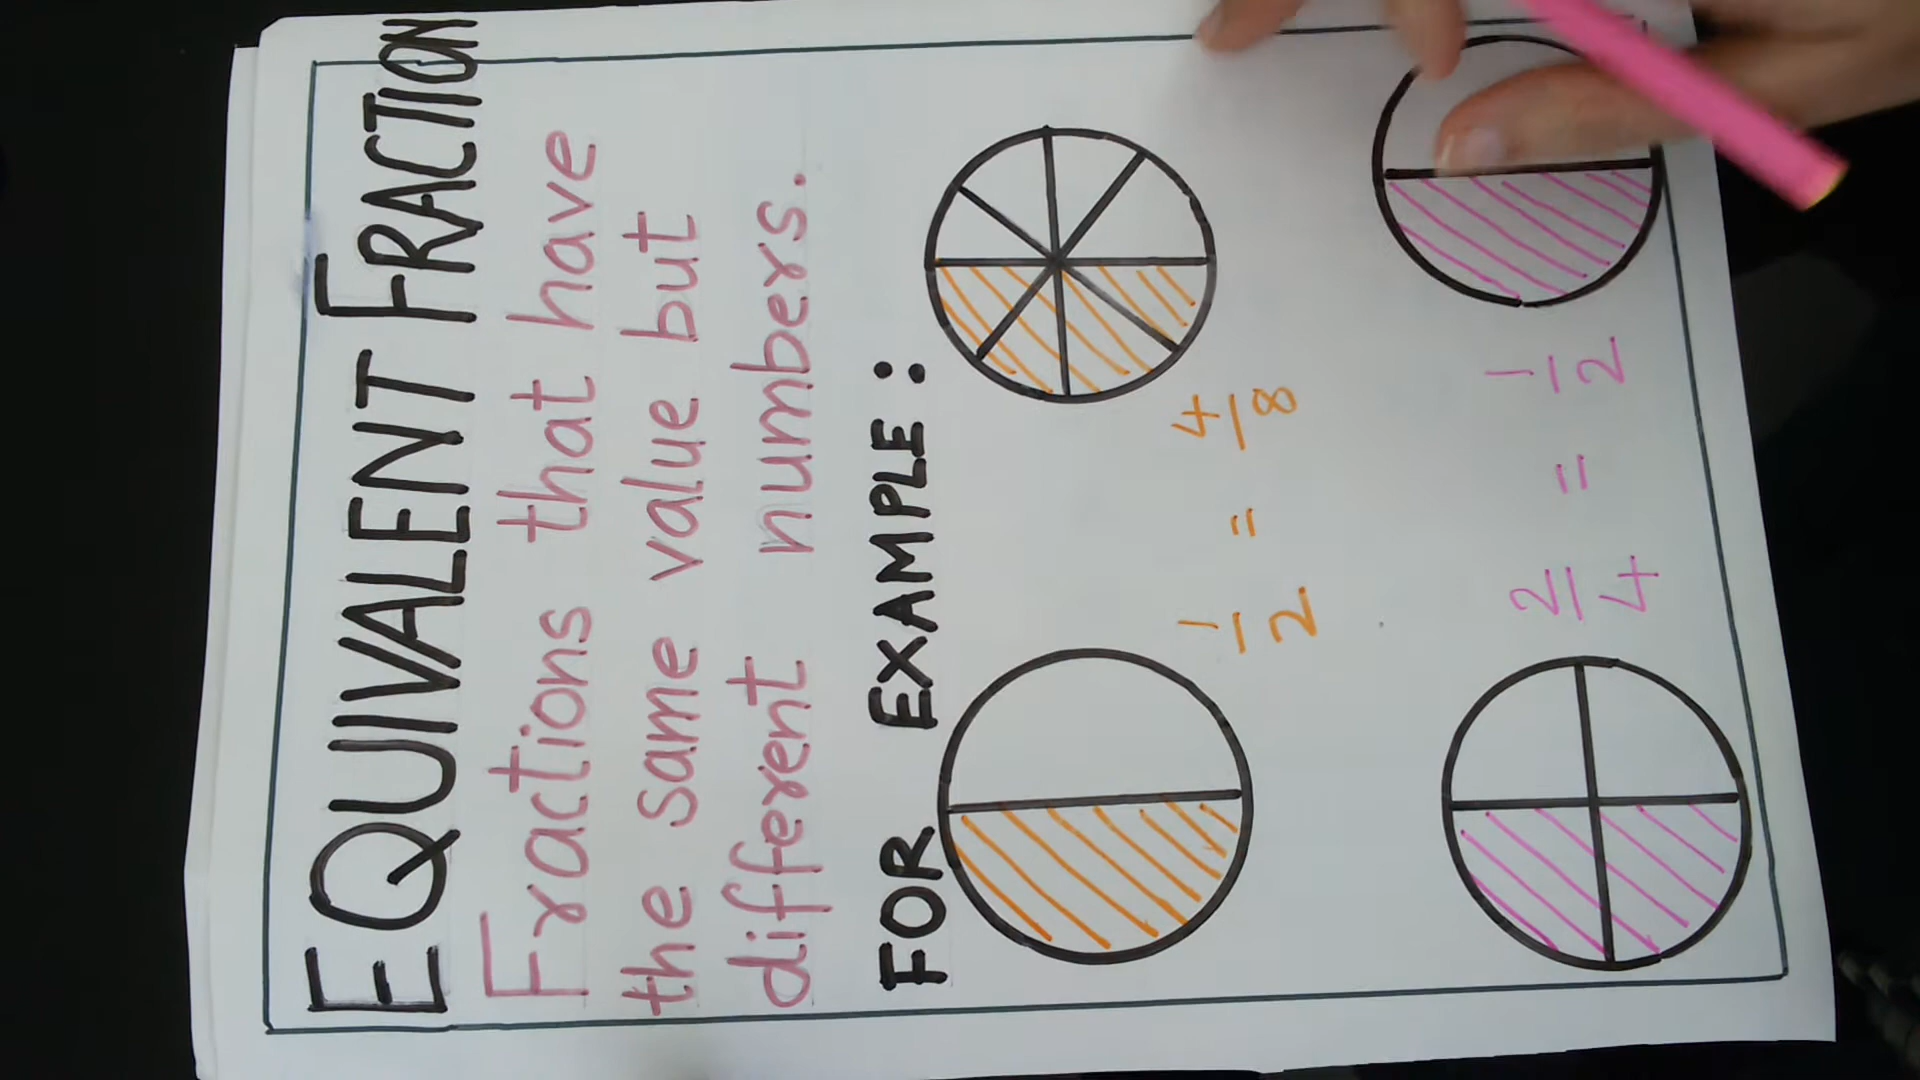 EQUIVALENT FRACTION
Fractions that have
the same value but
different numbers.
FOR EXAMPLE:
1/2 = 4/8
2/4 = 1/2